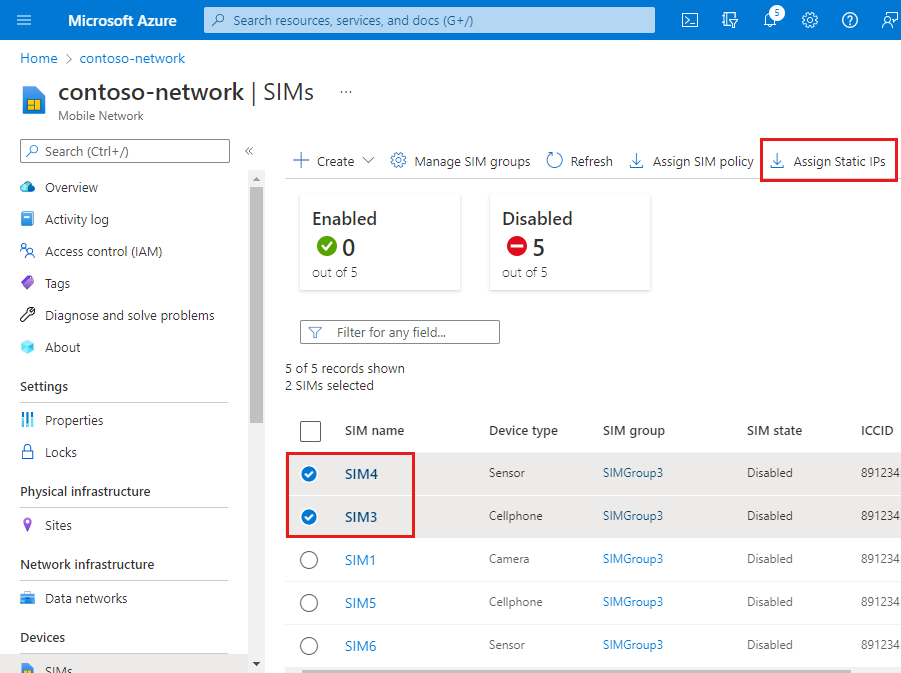 Microsoft Azure
Search resources, services, and docs (G+/)
5
Home > contoso-network
contoso-network | SIMs ...
Mobile Network
Search (Ctrl+/) «
Overview
Activity log
Access control (IAM)
Tags
Diagnose and solve problems
About
Settings
Properties
Locks
Physical infrastructure
Sites
Network infrastructure
Data networks
Devices
SIMs
Create Manage SIM groups Refresh Assign SIM policy Assign Static IPs
Enabled
0
out of 5
Disabled
5
out of 5
Filter for any field...
5 of 5 records shown
2 SIMs selected
SIM name Device type SIM group SIM state ICCID
SIM4 Sensor SIMGroup3 Disabled 891234
SIM3 Cellphone SIMGroup3 Disabled 891234
SIM1 Camera SIMGroup3 Disabled 891234
SIM5 Cellphone SIMGroup3 Disabled 891234
SIM6 Sensor SIMGroup3 Disabled 891234